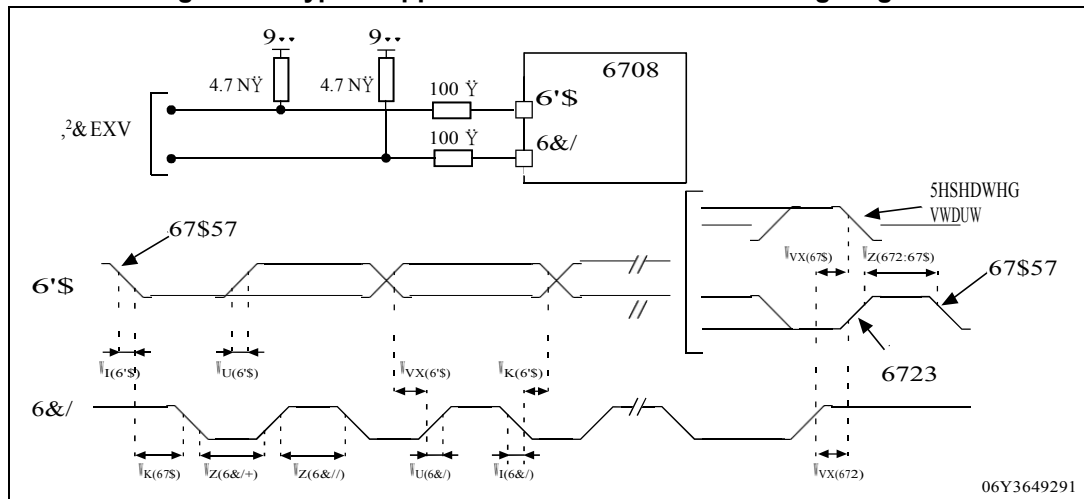 9••
9••
4.7 NŸ
4.7 NŸ
100 Ÿ
100 Ÿ
6708
6'$
6&/
,²& EXV
5HSHDWHG
VWDUW
67$57
VX(67$)
Z(672:67$)
67$57
6'$
I(6'$)
U(6'$)
VX(6'$)
K(6'$)
6723
6&/
K(67$)
Z(6&/+)
Z(6&//)
U(6&/)
I(6&/)
VX(672)
06Y3649291